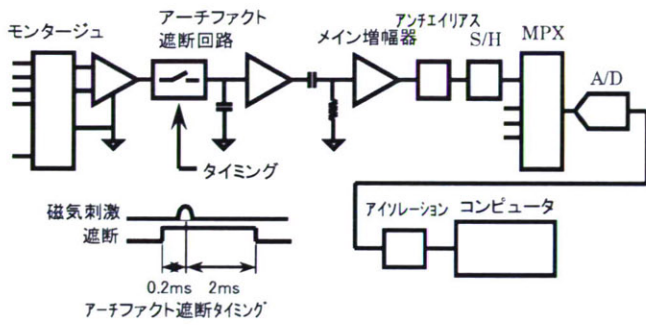 モンタージュ
アーチファクト
遮断回路
メイン増幅器
アンチエイリアス
S/H
MPX
A/D
タイミング
磁気刺激
遮断
0.2ms
2ms
アーチファクト遮断タイミング
アイソレーション
コンピュータ